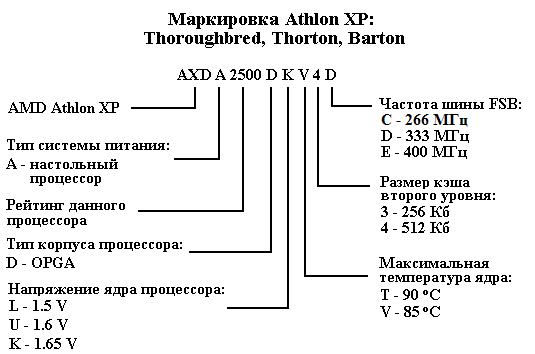 Маркировка Athlon XP:
Thoroughbred, Thorton, Barton
AXD A 2500 D K V 4 D
AMD Athlon XP
Тип системы питания:
A - настольный
процессор
Рейтинг данного
процессора
Тип корпуса процессора:
D - OPGA
Напряжение ядра процессора:
L - 1.5 V
U - 1.6 V
K - 1.65 V
Частота шины FSB:
C - 266 МГц
D - 333 МГц
E - 400 МГц
Размер кэша
второго уровня:
3 - 256 Кб
4 - 512 Кб
Максимальная
температура ядра:
T - 90 °C
V - 85 °C